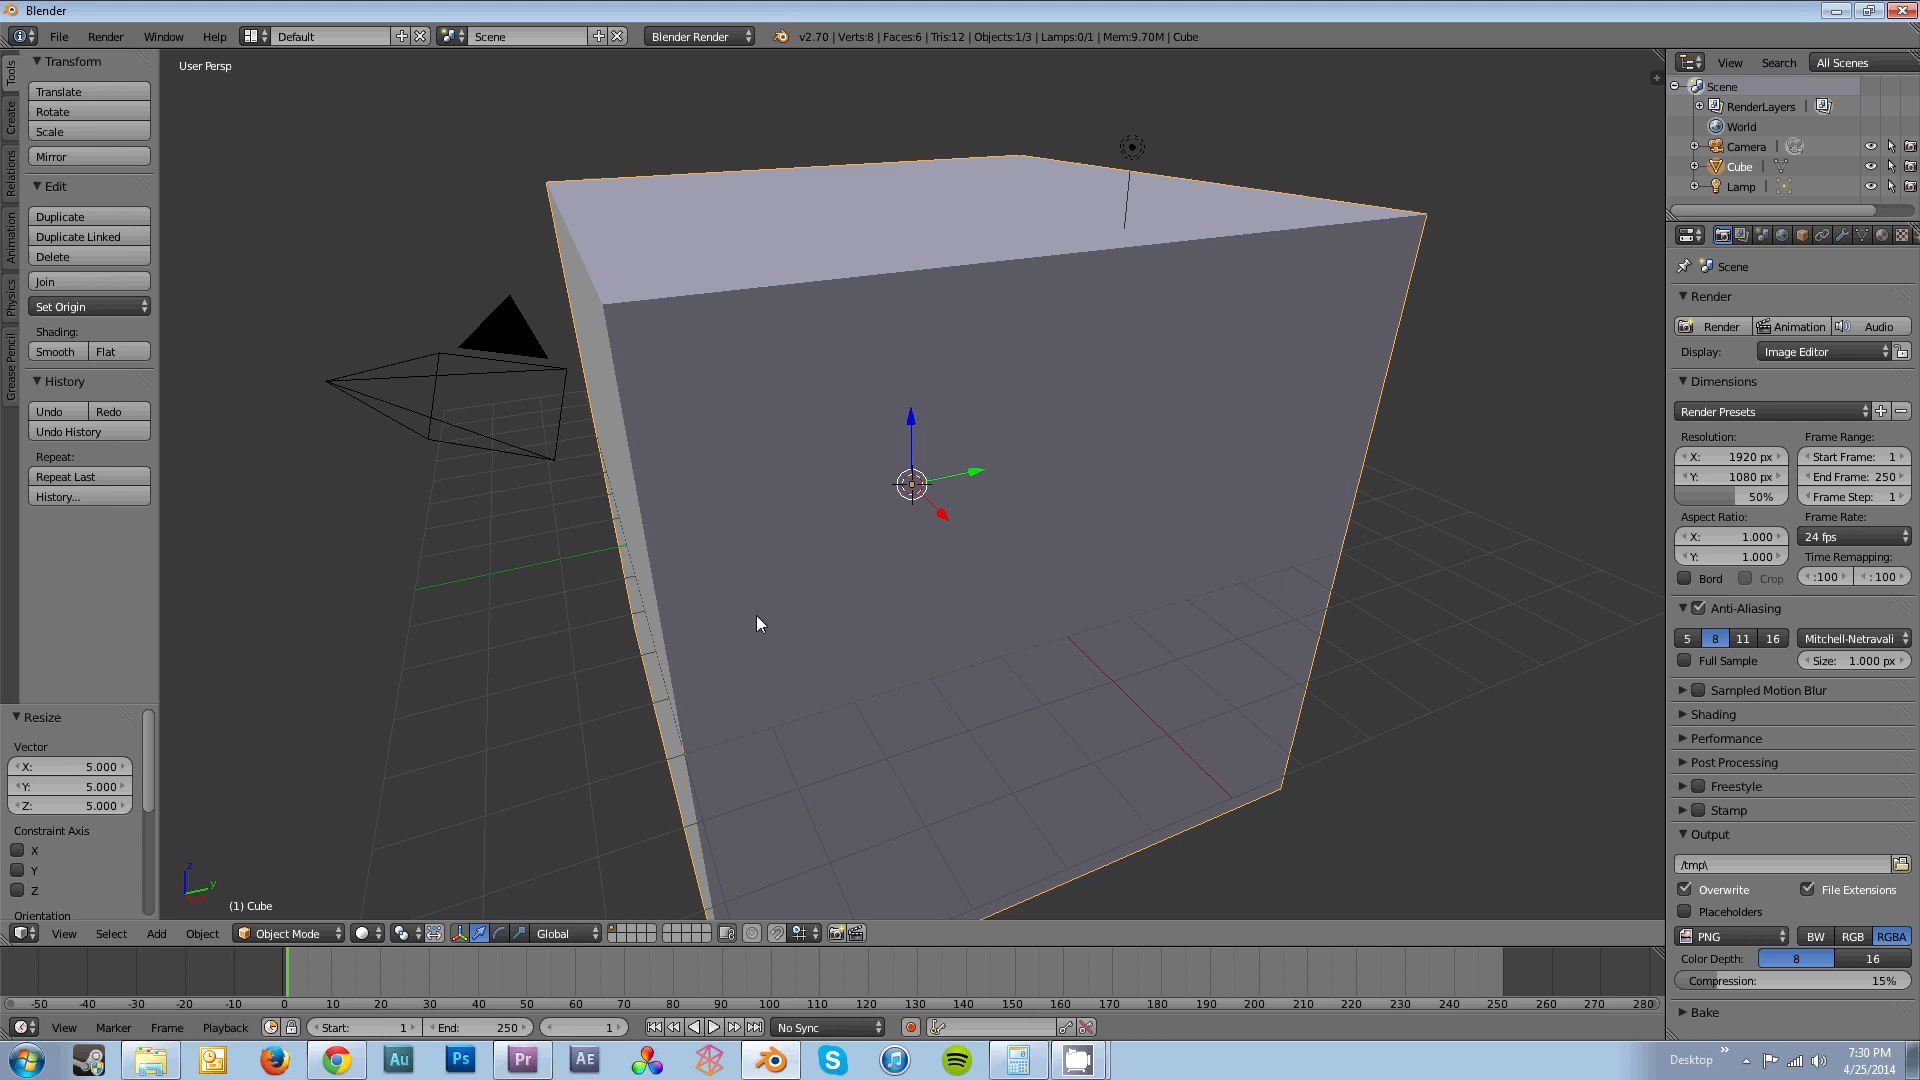 Blender
File Render Window Help Default Scene Blender Render v2.70 | Verts:8 | Faces:6 | Tris:12 | Objects:1/3 | Lamps:0/1 | Mem:9.70M | Cube
Tools
Create
Relations
Animation
Physics
Grease Pencil
Transform
Translate
Rotate
Scale
Mirror
Edit
Duplicate
Duplicate Linked
Delete
Join
Set Origin
Shading:
Smooth Flat
History
Undo Redo
Undo History
Repeat:
Repeat Last
History...
Resize
Vector
X: 5.000
Y: 5.000
Z: 5.000
Constraint Axis
X
Y
Z
Orientation
User Persp
z
y
(1) Cube
View Select Add Object Object Mode Global
View Search All Scenes
Scene
RenderLayers |
World
Camera |
Cube |
Lamp |
Scene
Render
Render Animation Audio
Display: Image Editor
Dimensions
Render Presets
Resolution: Frame Range:
X: 1920 px Start Frame: 1
Y: 1080 px End Frame: 250
50% Frame Step: 1
Aspect Ratio: Frame Rate:
X: 1.000 24 fps
Y: 1.000 Time Remapping:
Bord Crop :100 : 100
Anti-Aliasing
5 8 11 16 Mitchell-Netravali
Full Sample Size: 1.000 px
Sampled Motion Blur
Shading
Performance
Post Processing
Freestyle
Stamp
Output
/tmp\
Overwrite File Extensions
Placeholders
PNG BW RGB RGBA
Color Depth: 8 16
Compression: 15%
Bake
-50 -40 -30 -20 -10 0 10 20 30 40 50 60 70 80 90 100 110 120 130 140 150 160 170 180 190 200 210 220 230 240 250 260 270 280
View Marker Frame Playback Start: 1 End: 250 1 No Sync
Au Ps Pr AE
Desktop » 7:30 PM
4/25/2014